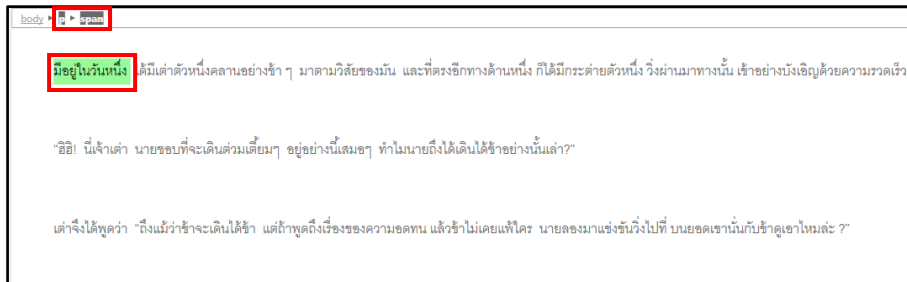 body ▸ p ▸ span
มีอยู่ในวันหนึ่ง ได้มีเต่าตัวหนึ่งคลานอย่างช้า ๆ มาตามวิสัยของมัน และที่ตรงอีกทางด้านหนึ่ง ก็ได้มีกระต่ายตัวหนึ่ง วิ่งผ่านมาทางนั้น เข้าอย่างบังเอิญด้วยความรวดเร็ว
"ฮิฮิ! นี่เจ้าเต่า นายชอบที่จะเดินต่วมเตี้ยมๆ อยู่อย่างนี้เสมอๆ ทำไมนายถึงได้เดินได้ช้าอย่างนั้นเล่า?"
เต่าจึงได้พูดว่า "ถึงแม้ว่าข้าจะเดินได้ช้า แต่ถ้าพูดถึงเรื่องของความอดทน แล้วข้าไม่เคยแพ้ใคร นายลองมาแข่งขันวิ่งไปที่ บนยอดเขานั่นกับข้าดูเอาไหมล่ะ ?"